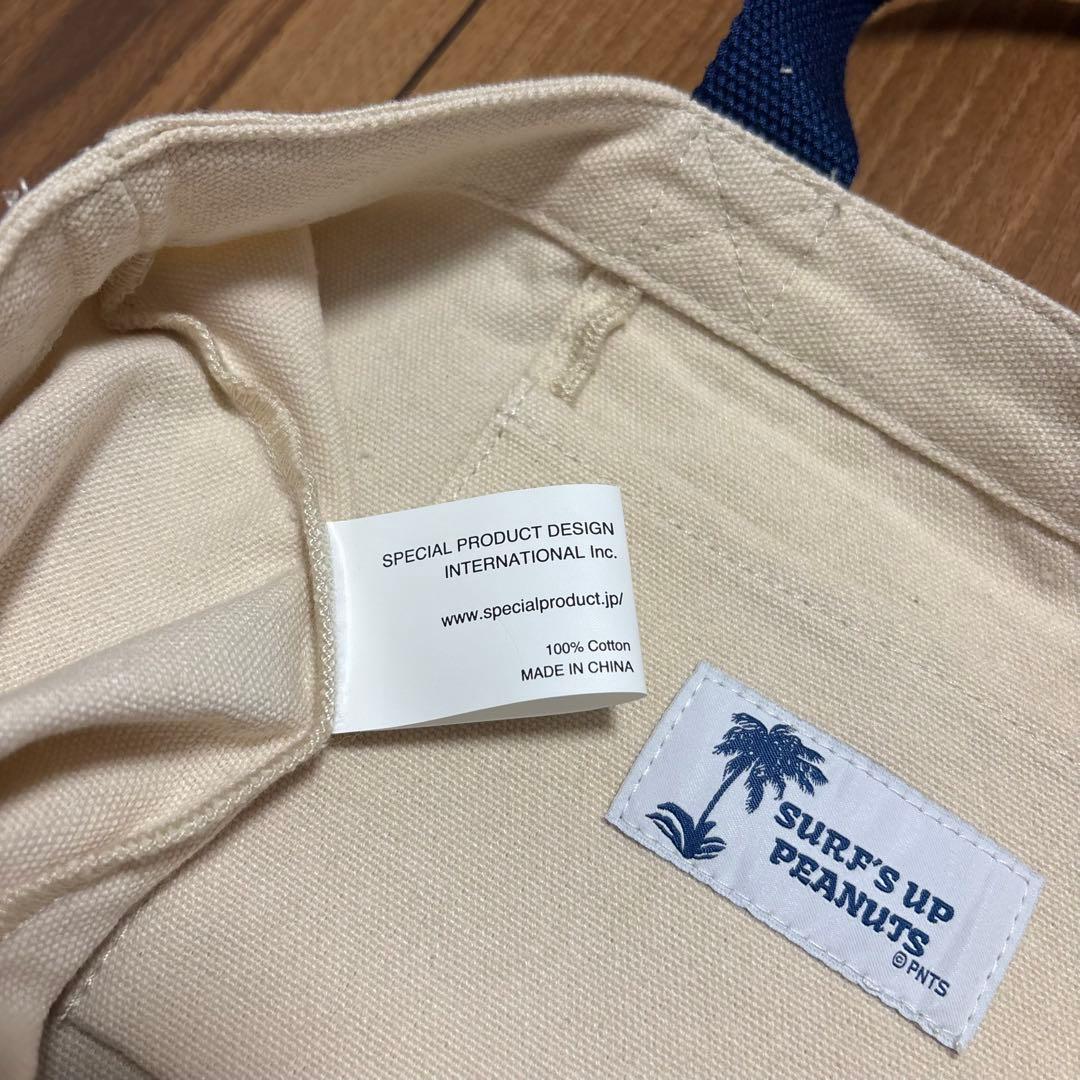 SPECIAL PRODUCT DESIGN
INTERNATIONAL Inc.
www.specialproduct.jp/
100% Cotton
MADE IN CHINA
SURF'S UP
PEANUTS
©PNTS